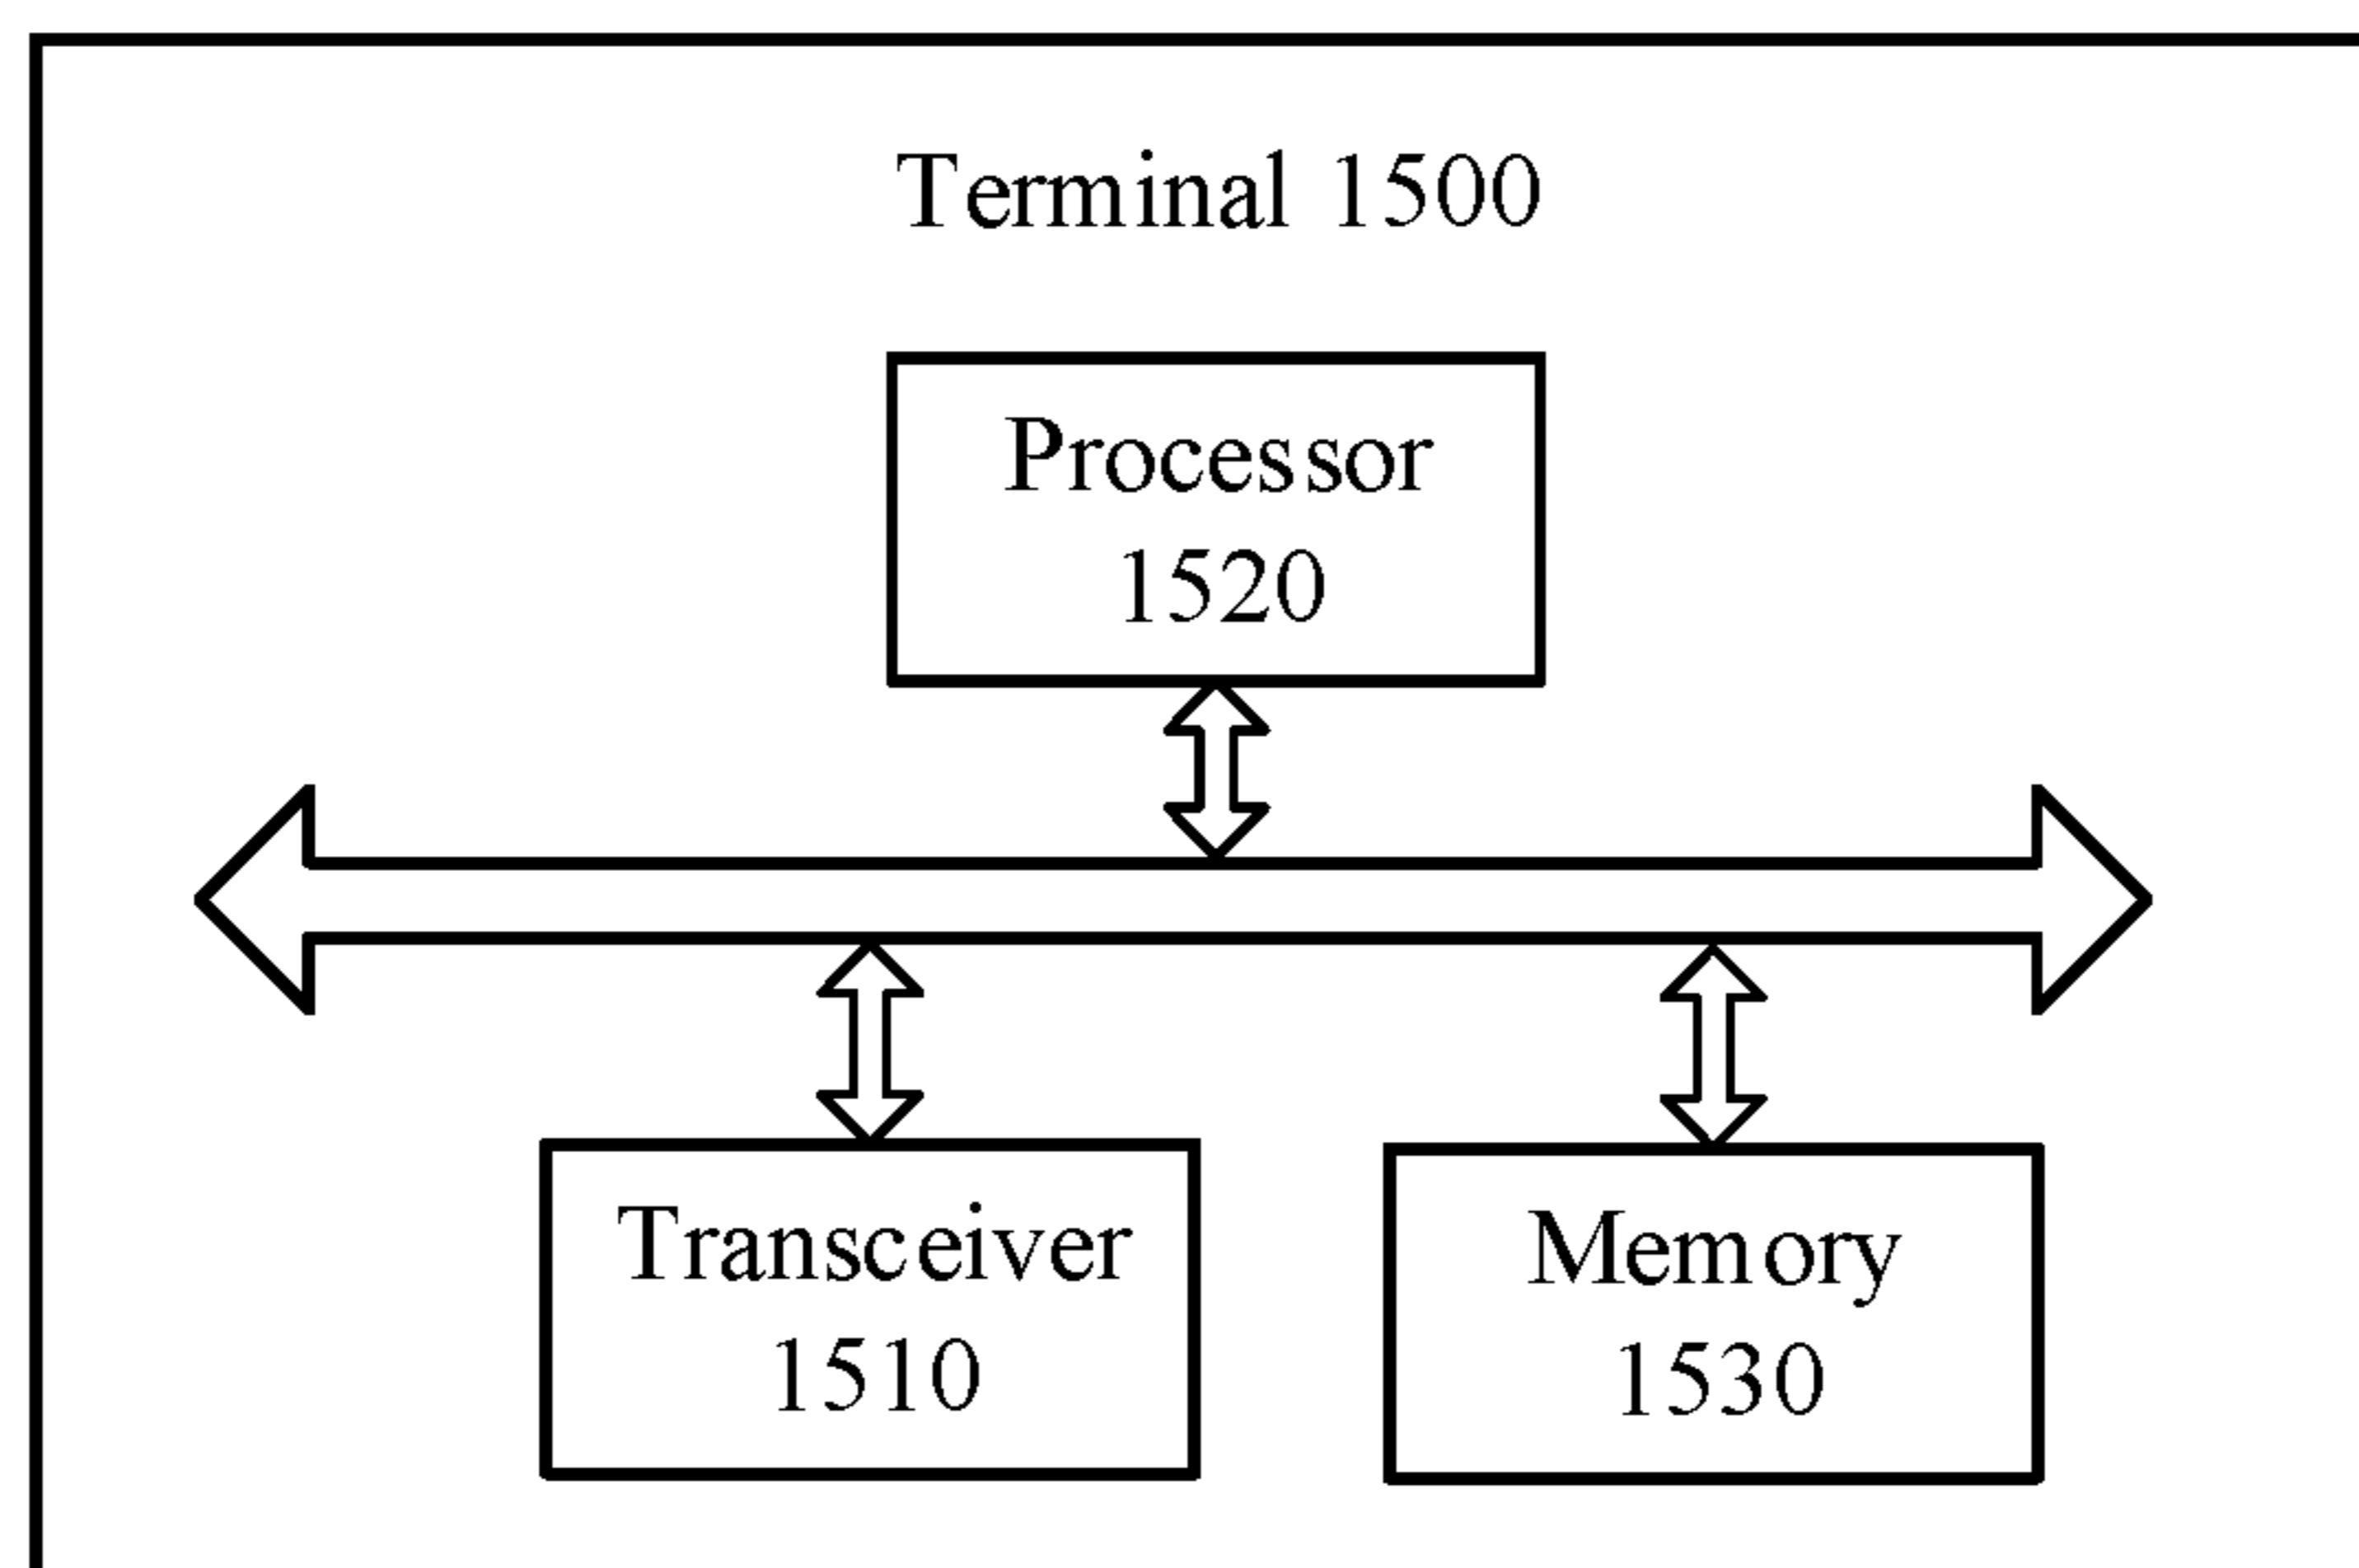 Terminal 1500
Processor
1520
Transceiver
1510
Memory
1530